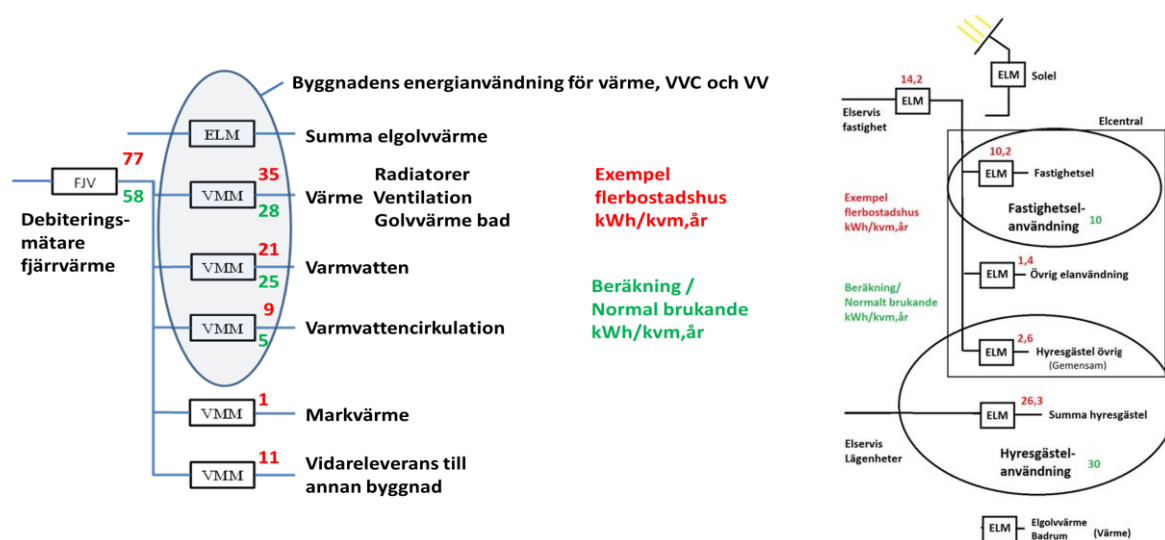 Byggnadens energianvändning för värme, VVC och VV
ELM
Summa elgolvvärme
77
FJV
58
Debiterings-
mätare
fjärrvärme
35
VMM
28
Värme
Radiatorer
Ventilation
Golvvärme bad
Exempel
flerbostadshus
kWh/kvm,år
21
VMM
25
Varmvatten
Beräkning /
Normal brukande
kWh/kvm,år
9
VMM
5
Varmvattencirkulation
1
VMM
Markvärme
11
VMM
Vidareleverans till
annan byggnad
ELM
Solel
14,2
ELM
Elservis
fastighet
Elcentral
10,2
ELM
Fastighetsel
Fastighetsel-
användning
10
Exempel
flerbostadshus
kWh/kvm,år
1,4
ELM
Övrig elanvändning
Beräkning/
Normalt brukande
kWh/kvm,år
2,6
ELM
Hyresgästel övrig
(Gemensam)
26,3
ELM
Summa hyresgästel
Elservis
Lägenheter
Hyresgästel-
användning
30
ELM
Elgolvvärme
Badrum
(Värme)